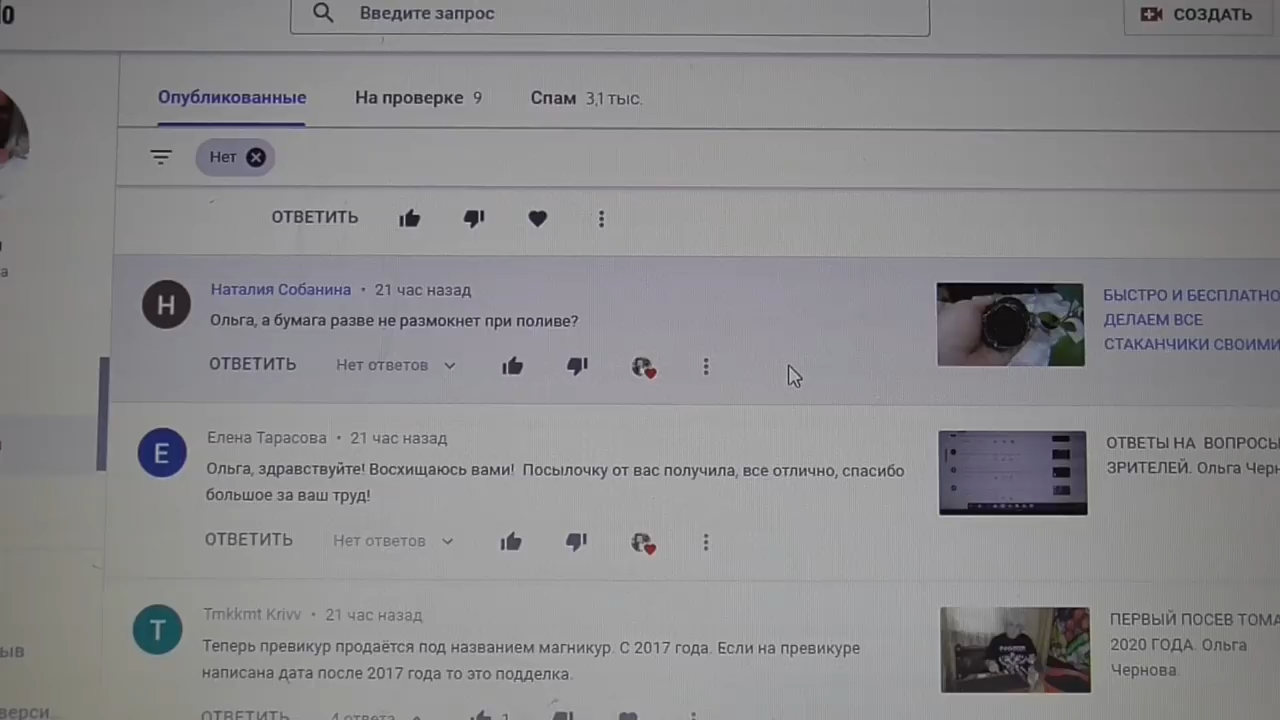 Введите запрос
СОЗДАТЬ
Опубликованные
На проверке 9
Спам 3,1 тыс.
Нет
ОТВЕТИТЬ
Н
Наталия Собанина • 21 час назад
Ольга, а бумага разве не размокнет при поливе?
ОТВЕТИТЬ Нет ответов
БЫСТРО И БЕСПЛАТНО
ДЕЛАЕМ ВСЕ
СТАКАНЧИКИ СВОИМИ
Е
Елена Тарасова • 21 час назад
Ольга, здравствуйте! Восхищаюсь вами! Посылочку от вас получила, все отлично, спасибо
большое за ваш труд!
ОТВЕТИТЬ Нет ответов
ОТВЕТЫ НА ВОПРОСЫ
ЗРИТЕЛЕЙ. Ольга Черн
T
Tmkkmt Krivv • 21 час назад
Теперь превикур продаётся под названием магникур. С 2017 года. Если на превикуре
написана дата после 2017 года то это подделка.
ОТВЕТИТЬ 4 ответа 1
ПЕРВЫЙ ПОСЕВ ТОМА
2020 ГОДА. Ольга
Чернова.